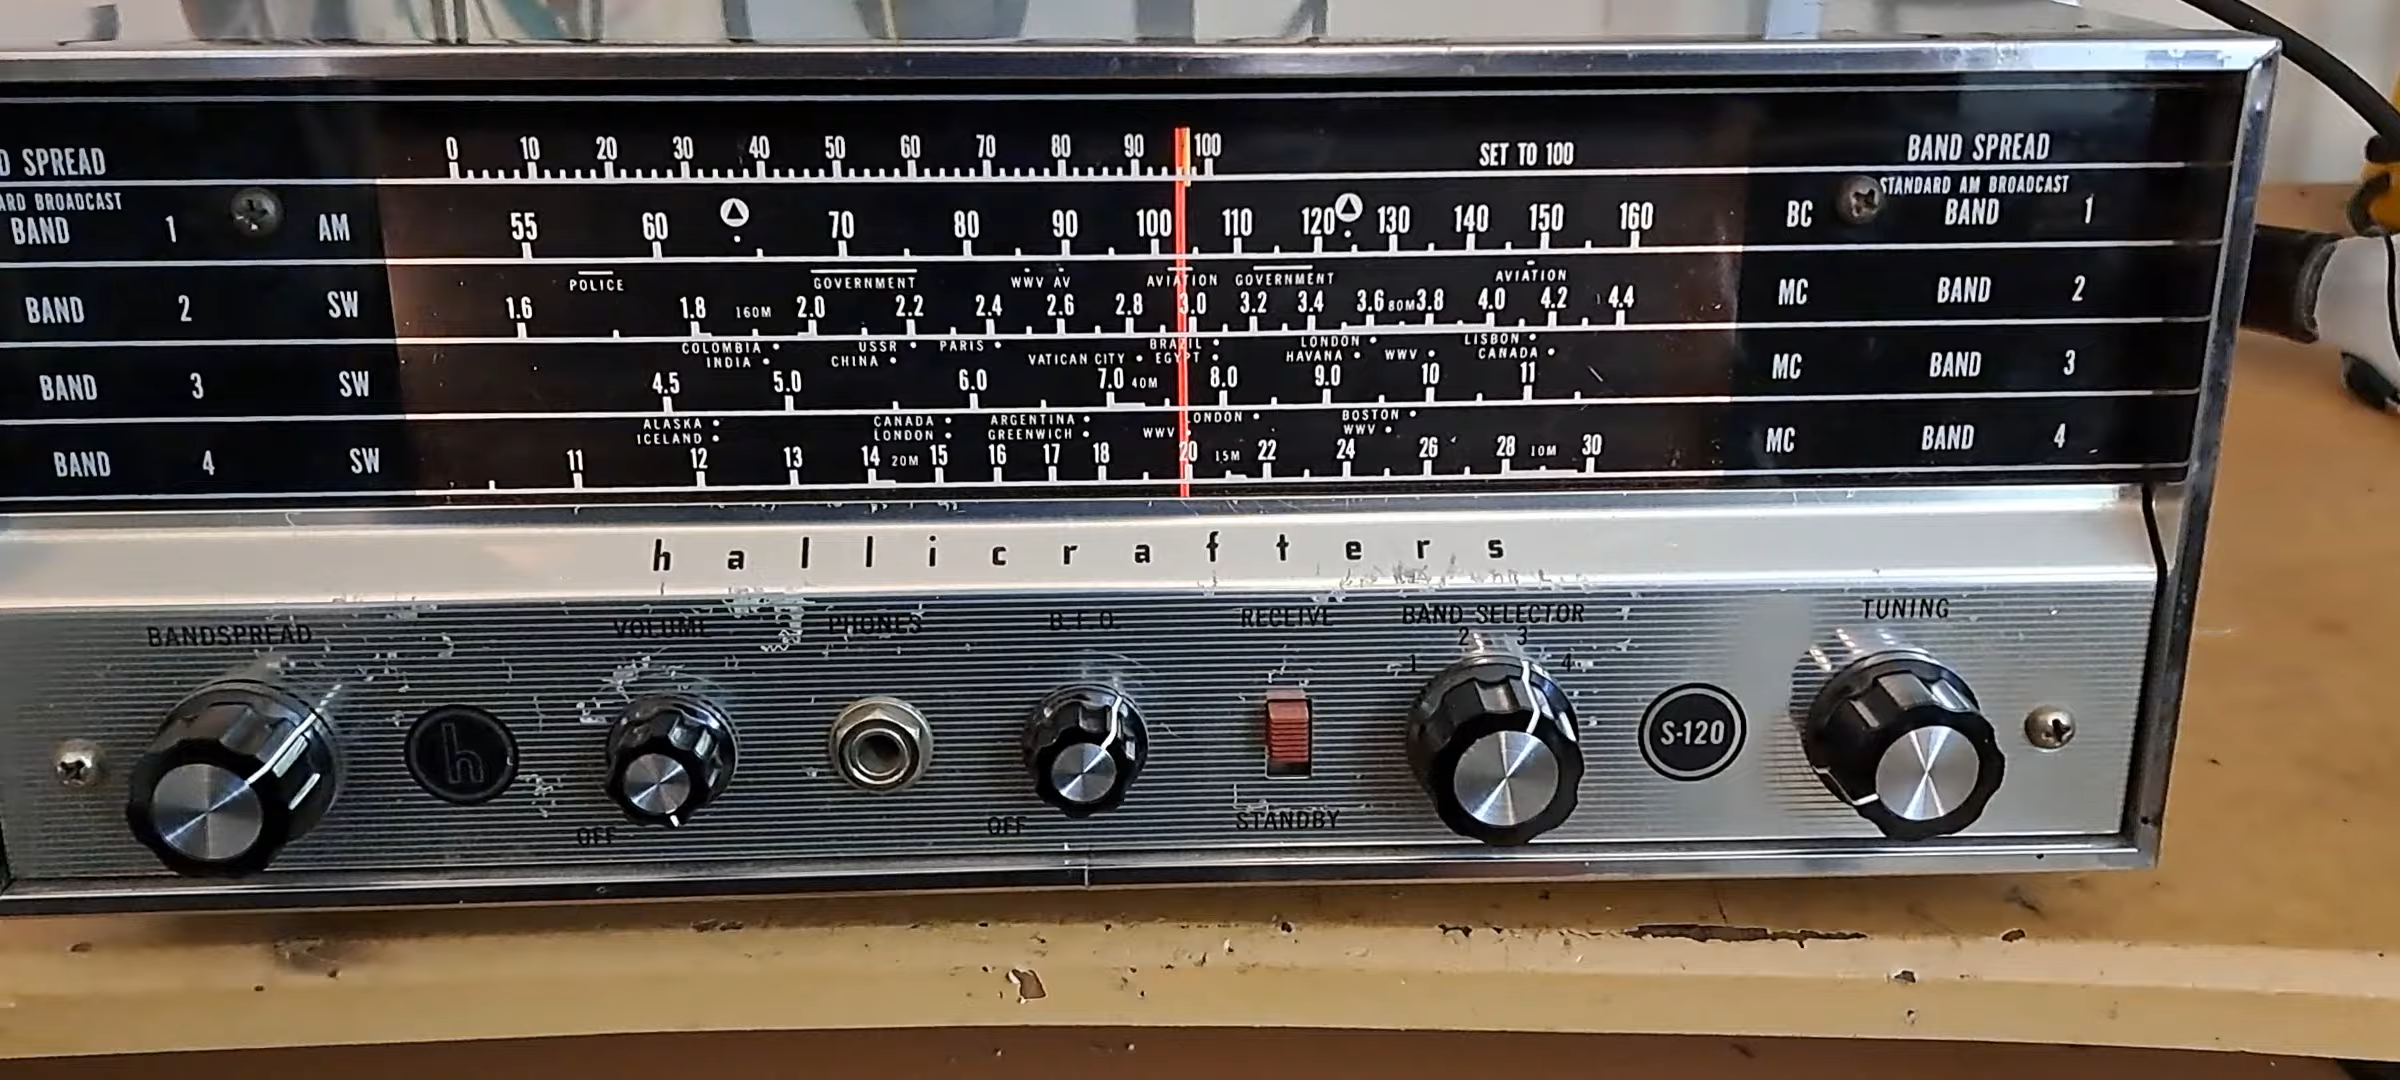 D SPREAD 0 10 20 30 40 50 60 70 80 90 100 SET TO 100 BAND SPREAD
ARD BROADCAST STANDARD AM BROADCAST
BAND 1 AM 55 60 70 80 90 100 110 120 130 140 150 160 BC BAND 1
POLICE GOVERNMENT WWV AV AVIATION GOVERNMENT AVIATION
BAND 2 SW 1.6 1.8 160M 2.0 2.2 2.4 2.6 2.8 3.0 3.2 3.4 3.6 80M 3.8 4.0 4.2 4.4 MC BAND 2
COLOMBIA USSR PARIS BRAZIL LONDON LISBON
INDIA CHINA VATICAN CITY EGYPT HAVANA WWV CANADA
BAND 3 SW 4.5 5.0 6.0 7.0 40M 8.0 9.0 10 11 MC BAND 3
ALASKA CANADA ARGENTINA LONDON BOSTON
ICELAND LONDON GREENWICH WWV WWV
BAND 4 SW 11 12 13 14 20M 15 16 17 18 20 15M 22 24 26 28 10M 30 MC BAND 4
hallicrafters
BANDSPREAD VOLUME PHONES B.F.O. RECEIVE BAND SELECTOR TUNING
1 2 3 4
h S-120
OFF OFF STANDBY